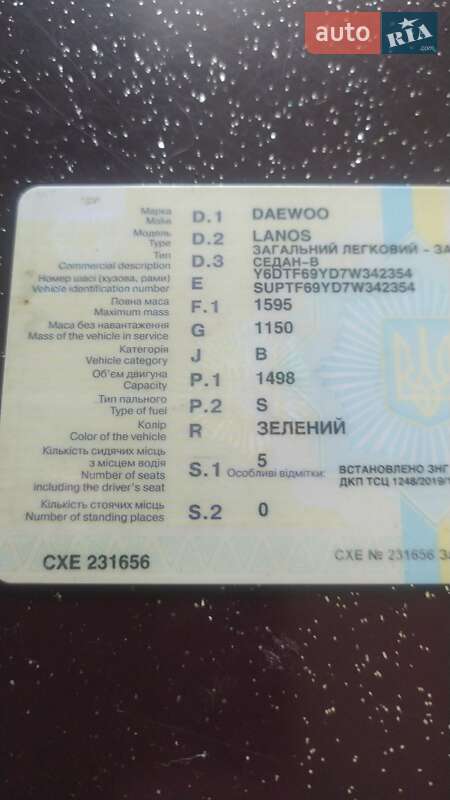 auto RIA .com
Марка D.1 DAEWOO
Make
Модель D.2 LANOS
Type
ЗАГАЛЬНИЙ ЛЕГКОВИЙ - ЗА
Тип D.3 СЕДАН-В
Commercial description
Номер шасі (кузова, рами) E Y6DTF69YD7W342354
Vehicle identification number SUPTF69YD7W342354
Повна маса F.1 1595
Maximum mass
Маса без навантаження G 1150
Mass of the vehicle in service
Категорія J B
Vehicle category
Об'єм двигуна P.1 1498
Capacity
Тип пального P.2 S
Type of fuel
Колір R ЗЕЛЕНИЙ
Color of the vehicle
Кількість сидячих місць
з місцем водія S.1 5
Number of seats Особливі відмітки: ВСТАНОВЛЕНО ЗНГ
including the driver's seat ДКП ТСЦ 1248/2019/1
Кількість стоячих місць S.2 0
Number of standing places
СХЕ 231656 СХЕ № 231656